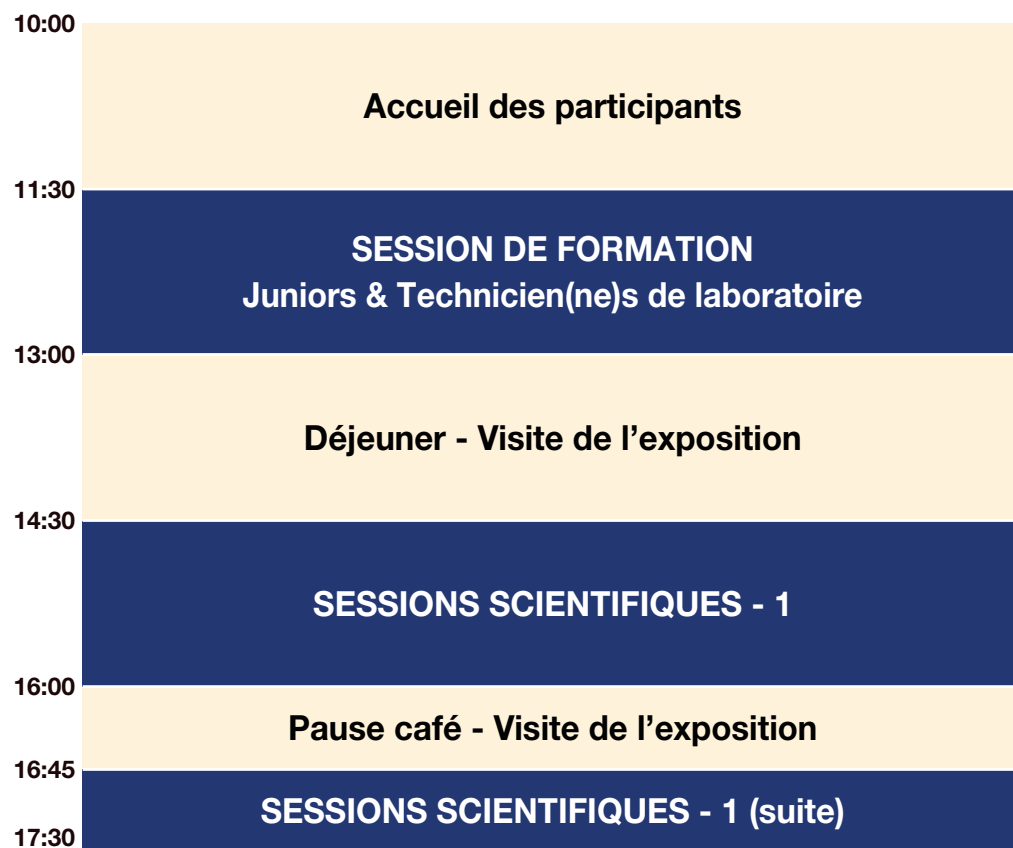 10:00
Accueil des participants
11:30
SESSION DE FORMATION
Juniors & Technicien(ne)s de laboratoire
13:00
Déjeuner - Visite de l’exposition
14:30
SESSIONS SCIENTIFIQUES - 1
16:00
Pause café - Visite de l’exposition
16:45
SESSIONS SCIENTIFIQUES - 1 (suite)
17:30